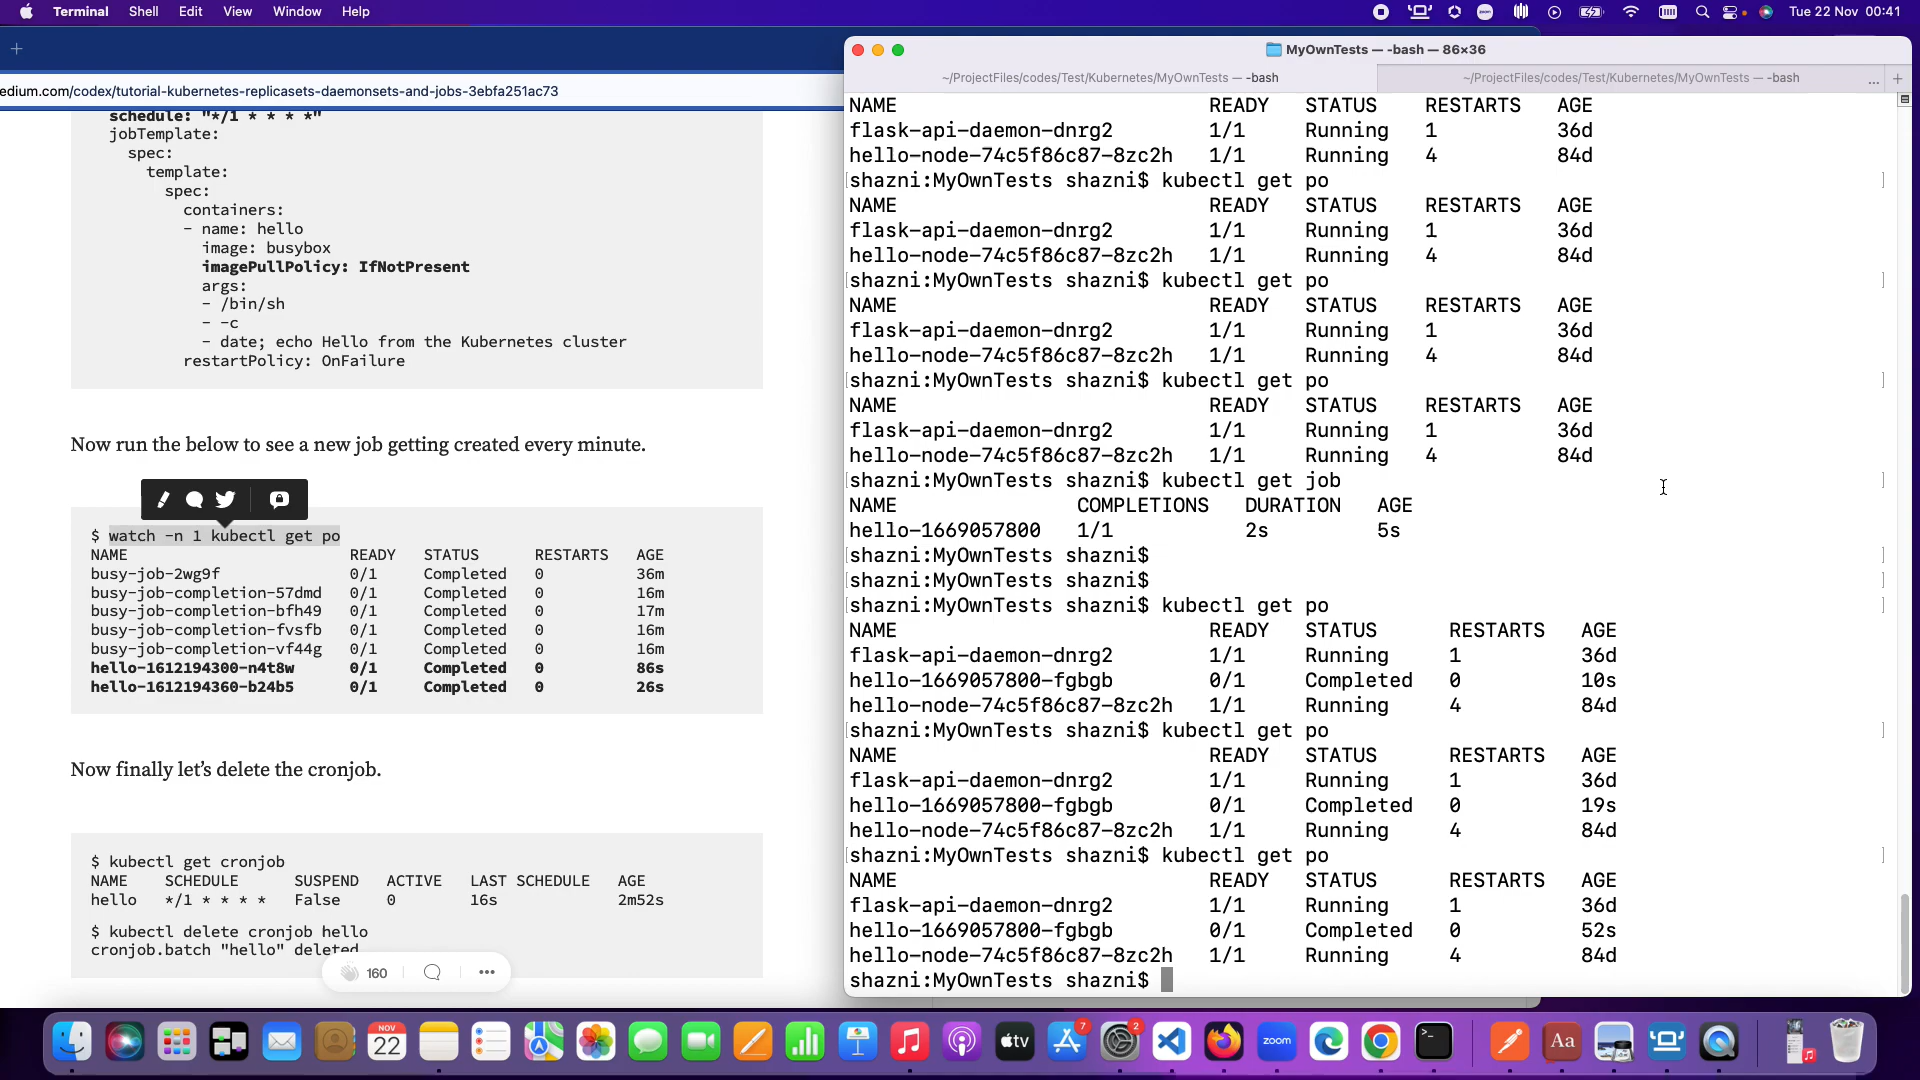 Terminal Shell Edit View Window Help
Tue 22 Nov 00:41
edium.com/codex/tutorial-kubernetes-replicasets-daemonsets-and-jobs-3ebfa251ac73
schedule: "*/1 * * * *"
jobTemplate:
spec:
template:
spec:
containers:
- name: hello
image: busybox
imagePullPolicy: IfNotPresent
args:
- /bin/sh
- -c
- date; echo Hello from the Kubernetes cluster
restartPolicy: OnFailure
Now run the below to see a new job getting created every minute.
$ watch -n 1 kubectl get po
NAME READY STATUS RESTARTS AGE
busy-job-2wg9f 0/1 Completed 0 36m
busy-job-completion-57dmd 0/1 Completed 0 16m
busy-job-completion-bfh49 0/1 Completed 0 17m
busy-job-completion-fvsfb 0/1 Completed 0 16m
busy-job-completion-vf44g 0/1 Completed 0 16m
hello-1612194300-n4t8w 0/1 Completed 0 86s
hello-1612194360-b24b5 0/1 Completed 0 26s
Now finally let's delete the cronjob.
$ kubectl get cronjob
NAME SCHEDULE SUSPEND ACTIVE LAST SCHEDULE AGE
hello */1 * * * * False 0 16s 2m52s
$ kubectl delete cronjob hello
cronjob.batch "hello" deleted
160
MyOwnTests — -bash — 86×36
~/ProjectFiles/codes/Test/Kubernetes/MyOwnTests — -bash
~/ProjectFiles/codes/Test/Kubernetes/MyOwnTests — -bash
...
NAME READY STATUS RESTARTS AGE
flask-api-daemon-dnrg2 1/1 Running 1 36d
hello-node-74c5f86c87-8zc2h 1/1 Running 4 84d
[shazni:MyOwnTests shazni$ kubectl get po ]
NAME READY STATUS RESTARTS AGE
flask-api-daemon-dnrg2 1/1 Running 1 36d
hello-node-74c5f86c87-8zc2h 1/1 Running 4 84d
[shazni:MyOwnTests shazni$ kubectl get po ]
NAME READY STATUS RESTARTS AGE
flask-api-daemon-dnrg2 1/1 Running 1 36d
hello-node-74c5f86c87-8zc2h 1/1 Running 4 84d
[shazni:MyOwnTests shazni$ kubectl get po ]
NAME READY STATUS RESTARTS AGE
flask-api-daemon-dnrg2 1/1 Running 1 36d
hello-node-74c5f86c87-8zc2h 1/1 Running 4 84d
[shazni:MyOwnTests shazni$ kubectl get job ]
NAME COMPLETIONS DURATION AGE
hello-1669057800 1/1 2s 5s
[shazni:MyOwnTests shazni$ ]
[shazni:MyOwnTests shazni$ ]
[shazni:MyOwnTests shazni$ kubectl get po ]
NAME READY STATUS RESTARTS AGE
flask-api-daemon-dnrg2 1/1 Running 1 36d
hello-1669057800-fgbgb 0/1 Completed 0 10s
hello-node-74c5f86c87-8zc2h 1/1 Running 4 84d
[shazni:MyOwnTests shazni$ kubectl get po ]
NAME READY STATUS RESTARTS AGE
flask-api-daemon-dnrg2 1/1 Running 1 36d
hello-1669057800-fgbgb 0/1 Completed 0 19s
hello-node-74c5f86c87-8zc2h 1/1 Running 4 84d
[shazni:MyOwnTests shazni$ kubectl get po ]
NAME READY STATUS RESTARTS AGE
flask-api-daemon-dnrg2 1/1 Running 1 36d
hello-1669057800-fgbgb 0/1 Completed 0 52s
hello-node-74c5f86c87-8zc2h 1/1 Running 4 84d
shazni:MyOwnTests shazni$
NOV
22
tv
7
2
zoom
Aa